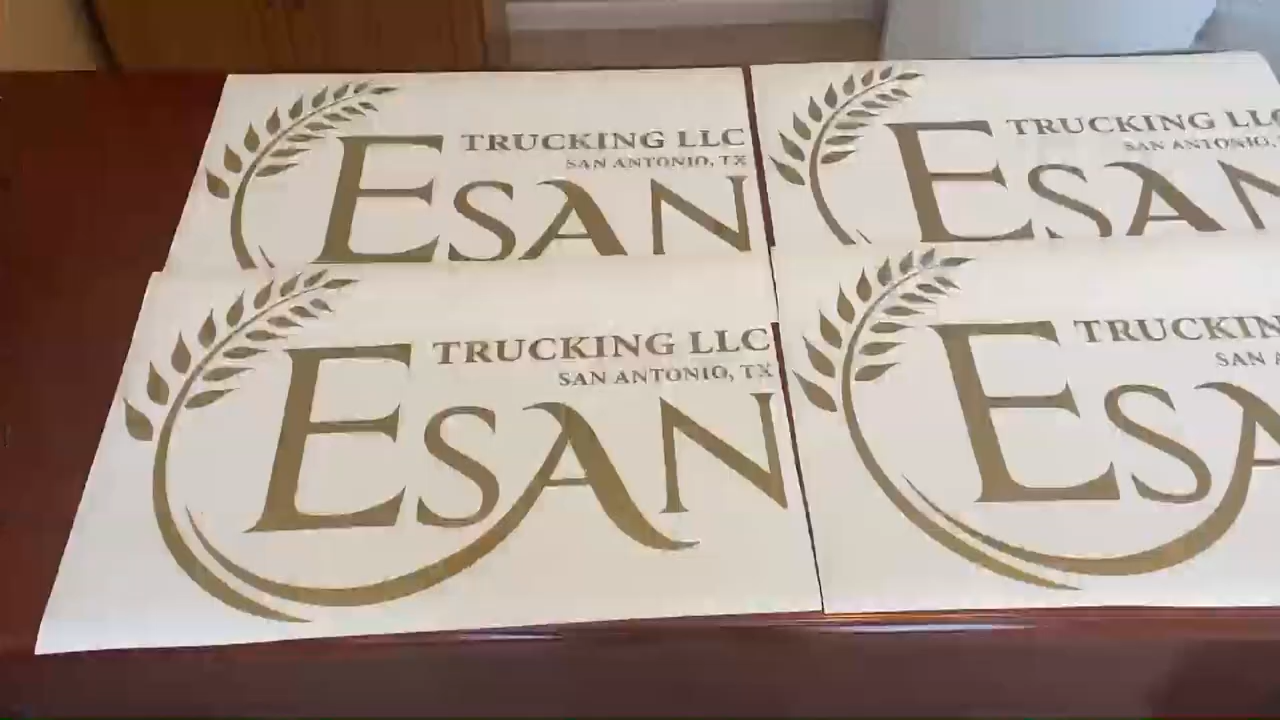 TRUCKING LLC
SAN ANTONIO, TX
ESAN
TRUCKING LLC
SAN ANTONIO,
ESAN
TRUCKING LLC
SAN ANTONIO, TX
ESAN
TRUCKIN
SAN A
ESA